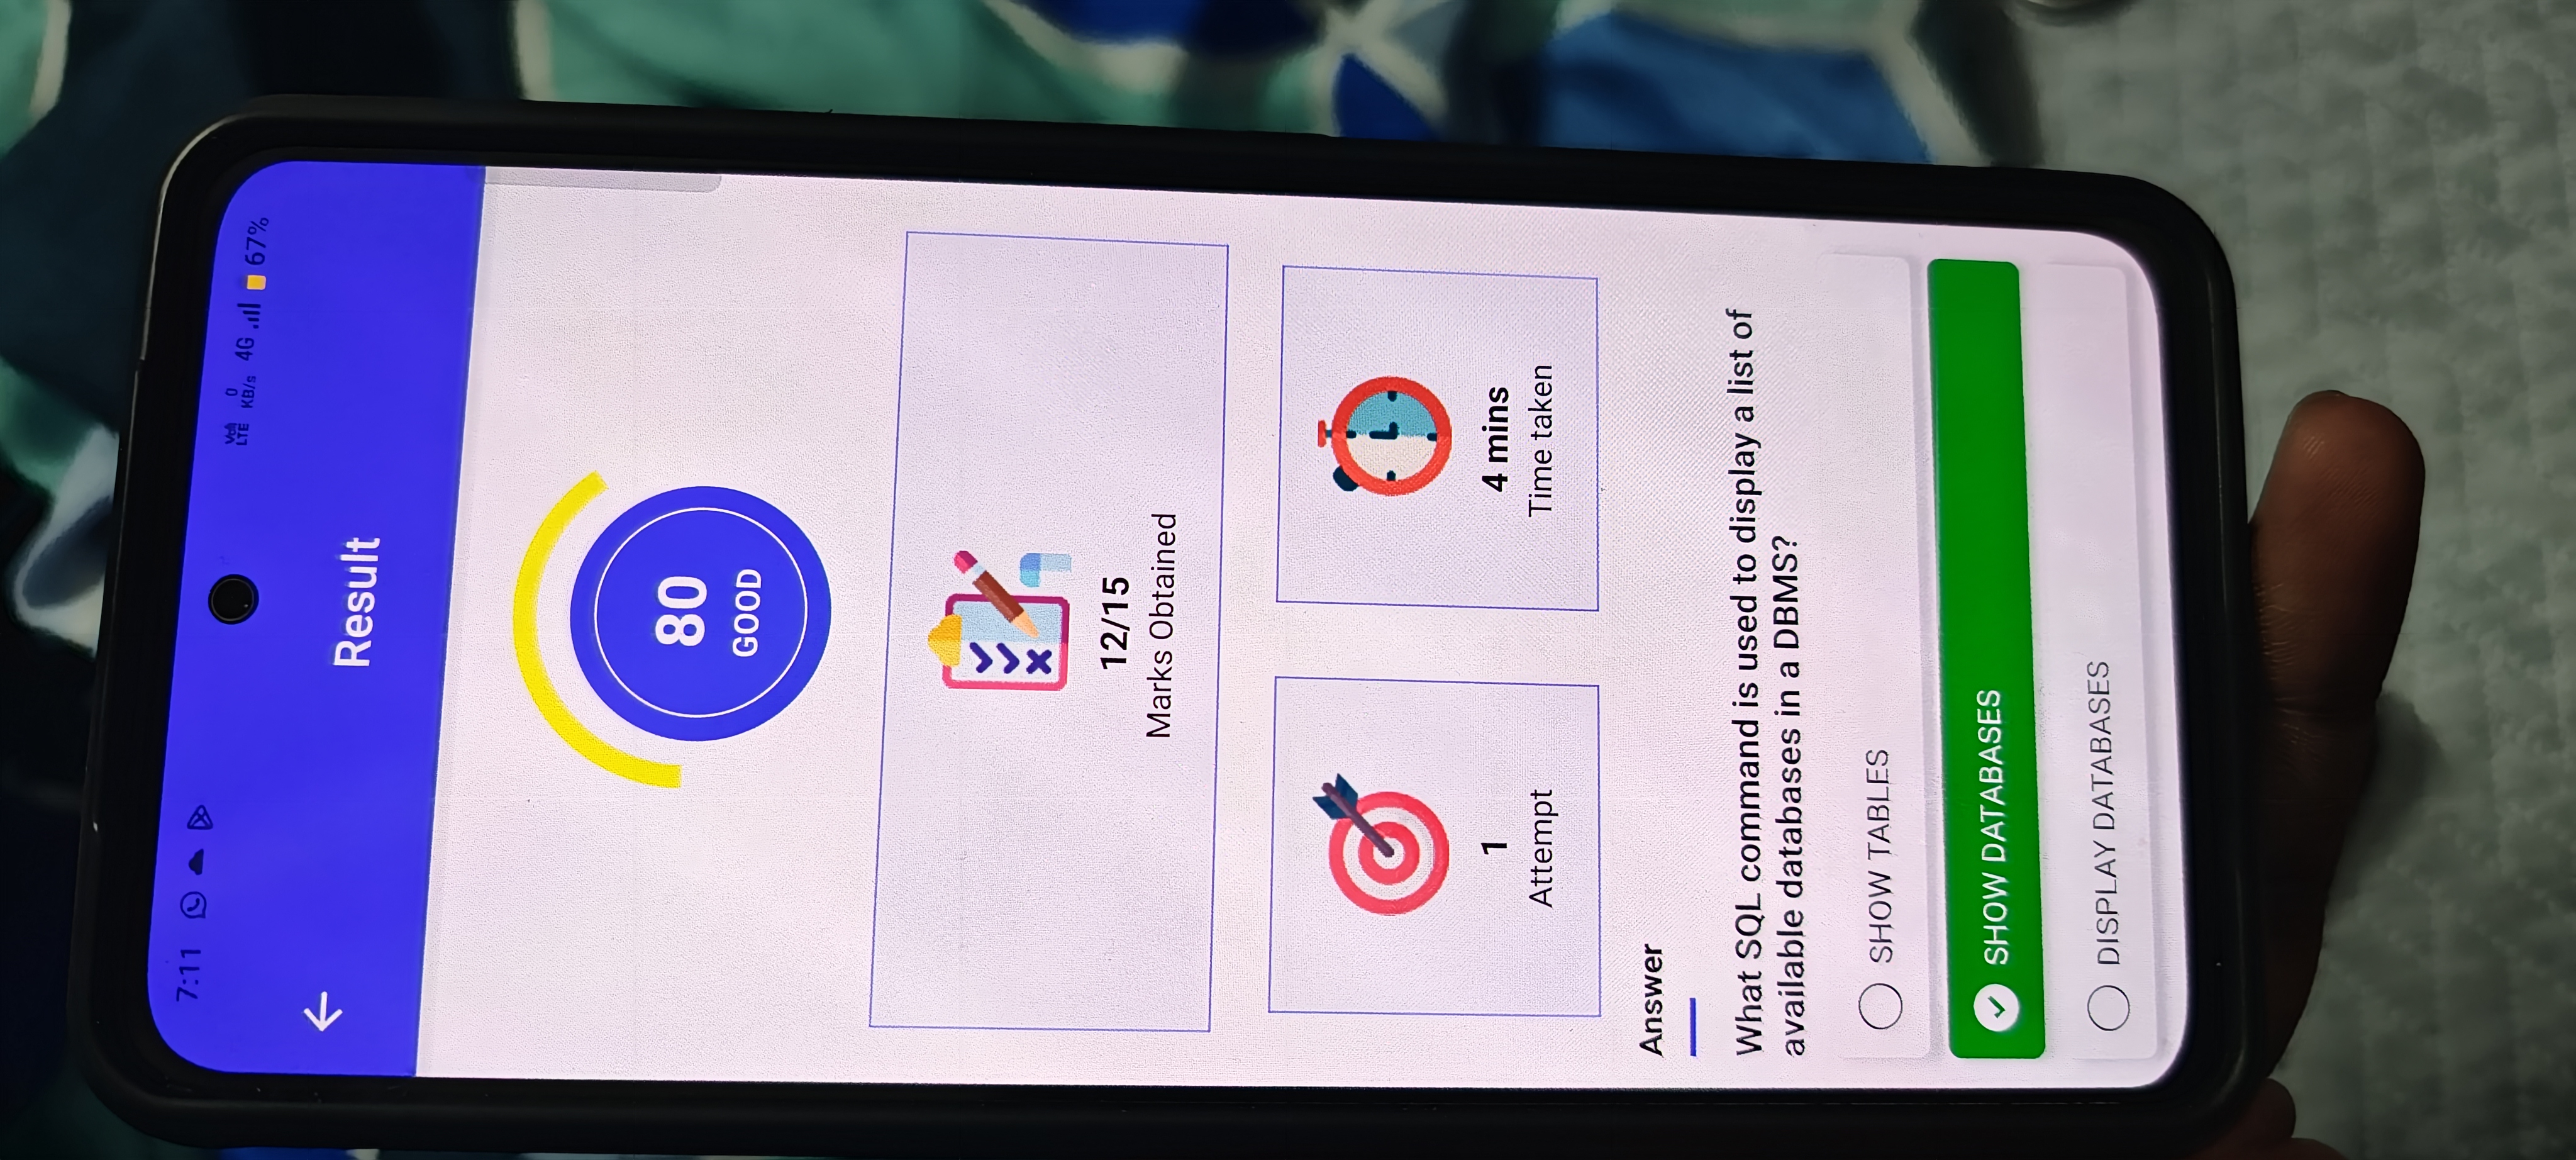 7:11
VoLTE 0 KB/s 4G 67%
Result
80
GOOD
12/15
Marks Obtained
1
Attempt
4 mins
Time taken
Answer
What SQL command is used to display a list of
available databases in a DBMS?
SHOW TABLES
SHOW DATABASES
DISPLAY DATABASES